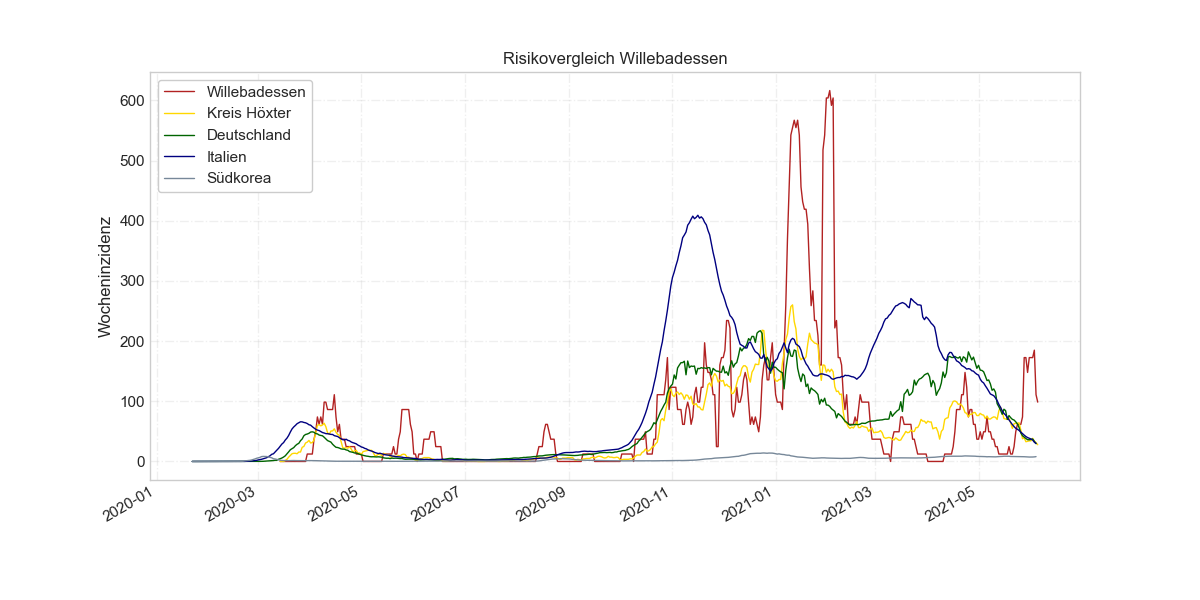 Risikovergleich Willebadessen
Willebadessen
Kreis Höxter
Deutschland
Italien
Südkorea
Wocheninzidenz
600
500
400
300
200
100
0
2020-01
2020-03
2020-05
2020-07
2020-09
2020-11
2021-01
2021-03
2021-05